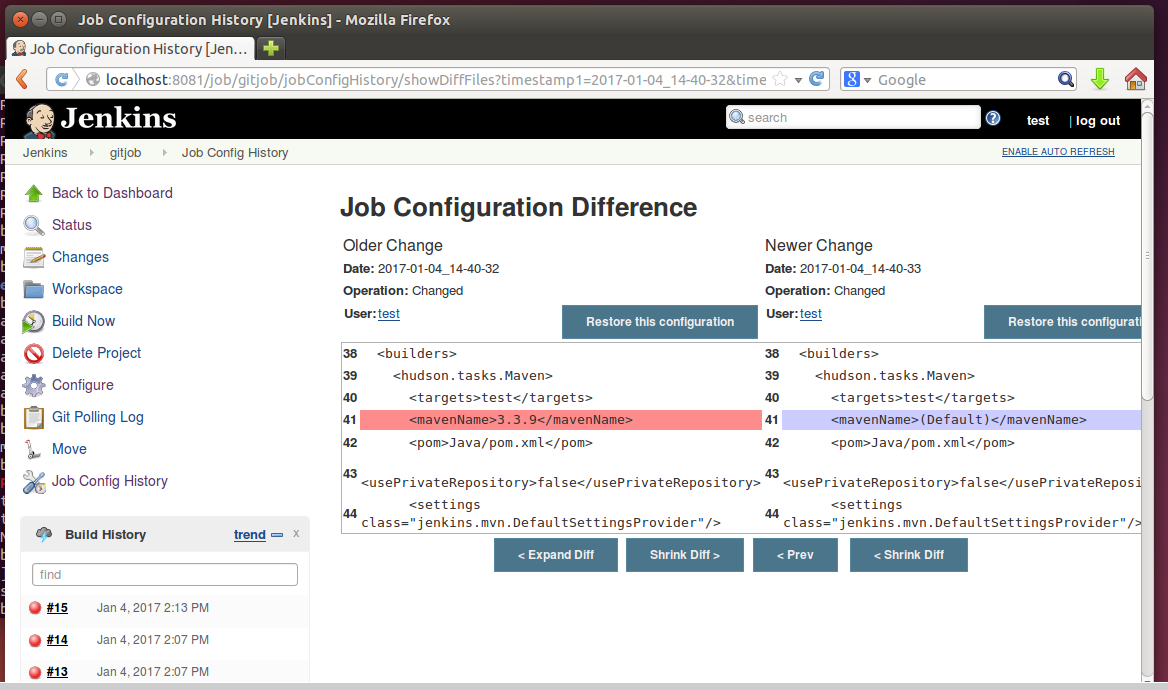 Job Configuration History [Jenkins] - Mozilla Firefox
Job Configuration History [Jen...
localhost:8081/job/gitjob/jobConfigHistory/showDiffFiles?timestamp1=2017-01-04_14-40-32&time
Google
Jenkins
search
test
| log out
Jenkins
gitjob
Job Config History
ENABLE AUTO REFRESH
Back to Dashboard
Status
Changes
Workspace
Build Now
Delete Project
Configure
Git Polling Log
Move
Job Config History
Build History
trend
x
find
#15 Jan 4, 2017 2:13 PM
#14 Jan 4, 2017 2:07 PM
#13 Jan 4, 2017 2:07 PM
Job Configuration Difference
Older Change
Date: 2017-01-04_14-40-32
Operation: Changed
User:test
Restore this configuration
Newer Change
Date: 2017-01-04_14-40-33
Operation: Changed
User:test
Restore this configurati
38 <builders> 38 <builders>
39 <hudson.tasks.Maven> 39 <hudson.tasks.Maven>
40 <targets>test</targets> 40 <targets>test</targets>
41 <mavenName>3.3.9</mavenName> 41 <mavenName>(Default)</mavenName>
42 <pom>Java/pom.xml</pom> 42 <pom>Java/pom.xml</pom>
43 <usePrivateRepository>false</usePrivateRepository> 43 <usePrivateRepository>false</usePrivateReposi
44 <settings 44 <settings
class="jenkins.mvn.DefaultSettingsProvider"/> class="jenkins.mvn.DefaultSettingsProvider"/>
< Expand Diff
Shrink Diff >
< Prev
< Shrink Diff